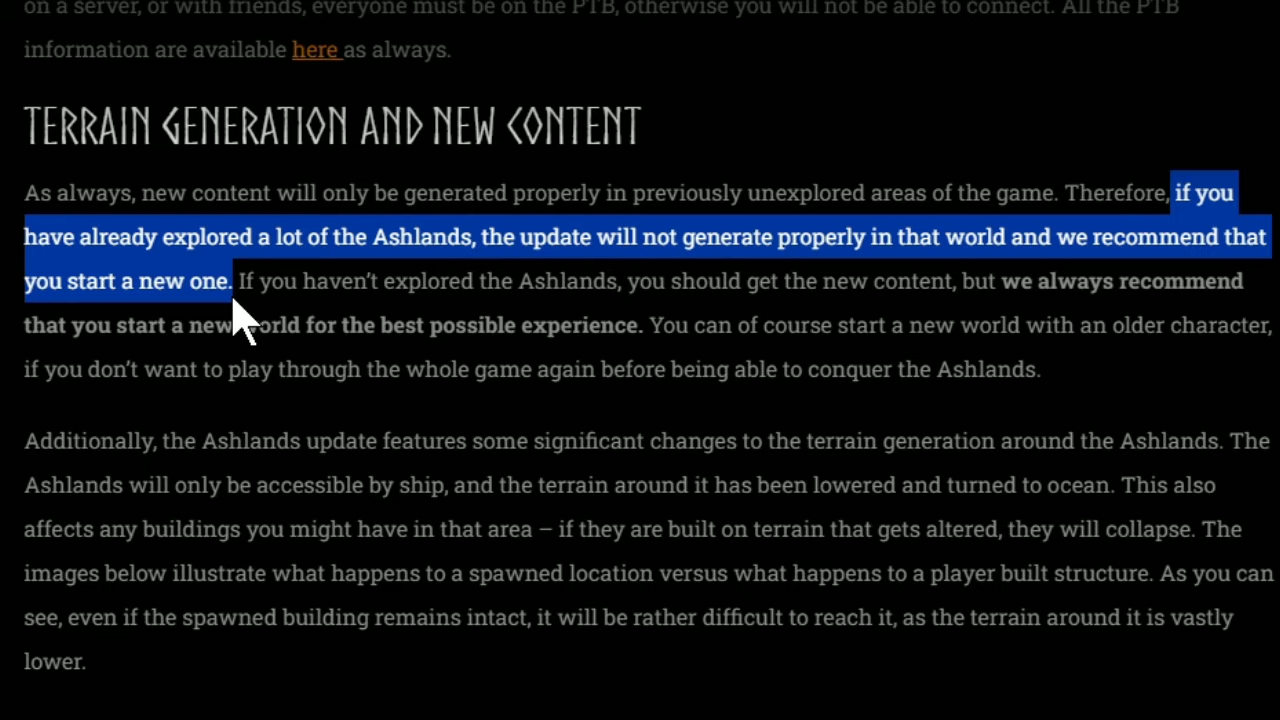 on a server, or with friends, everyone must be on the PTB, otherwise you will not be able to connect. All the PTB
information are available here as always.
TERRAIN GENERATION AND NEW CONTENT
As always, new content will only be generated properly in previously unexplored areas of the game. Therefore, if you
have already explored a lot of the Ashlands, the update will not generate properly in that world and we recommend that
you start a new one. If you haven’t explored the Ashlands, you should get the new content, but we always recommend
that you start a new world for the best possible experience. You can of course start a new world with an older character,
if you don’t want to play through the whole game again before being able to conquer the Ashlands.
Additionally, the Ashlands update features some significant changes to the terrain generation around the Ashlands. The
Ashlands will only be accessible by ship, and the terrain around it has been lowered and turned to ocean. This also
affects any buildings you might have in that area – if they are built on terrain that gets altered, they will collapse. The
images below illustrate what happens to a spawned location versus what happens to a player built structure. As you can
see, even if the spawned building remains intact, it will be rather difficult to reach it, as the terrain around it is vastly
lower.